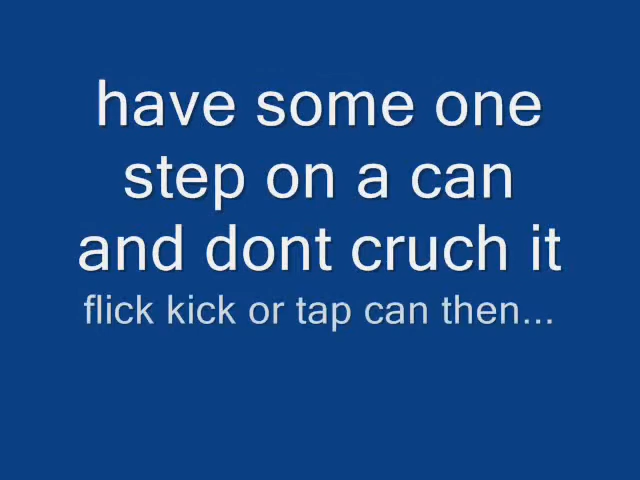 have some one
step on a can
and dont cruch it
flick kick or tap can then...